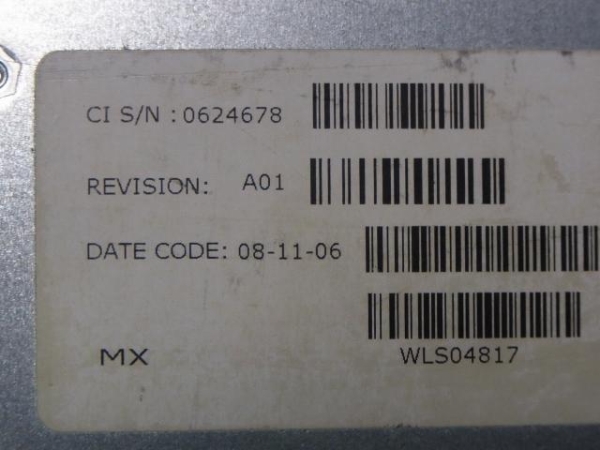 CI S/N : 0624678
REVISION: A01
DATE CODE: 08-11-06
MX WLS04817